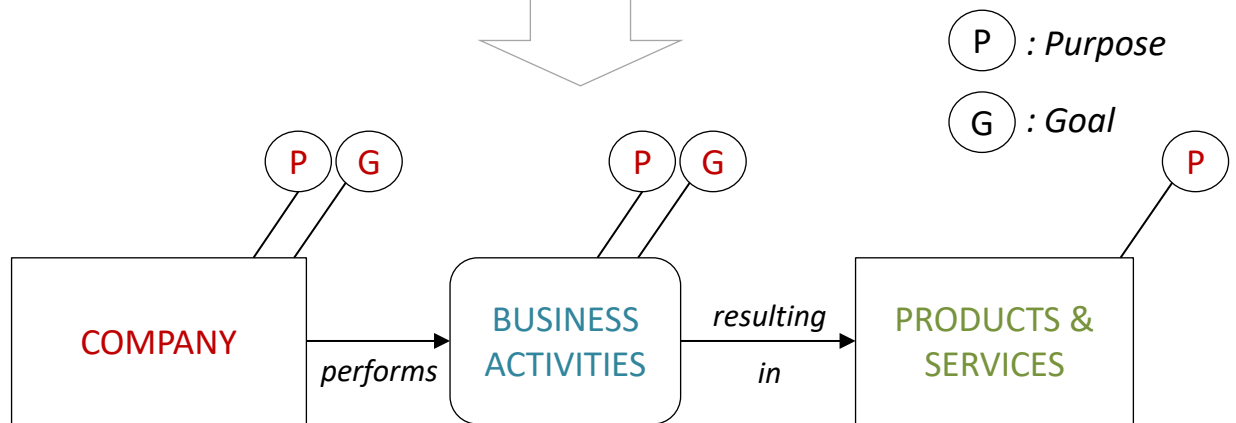 P : Purpose
G : Goal
P G
P G
P
COMPANY
performs
BUSINESS
ACTIVITIES
resulting
in
PRODUCTS &
SERVICES